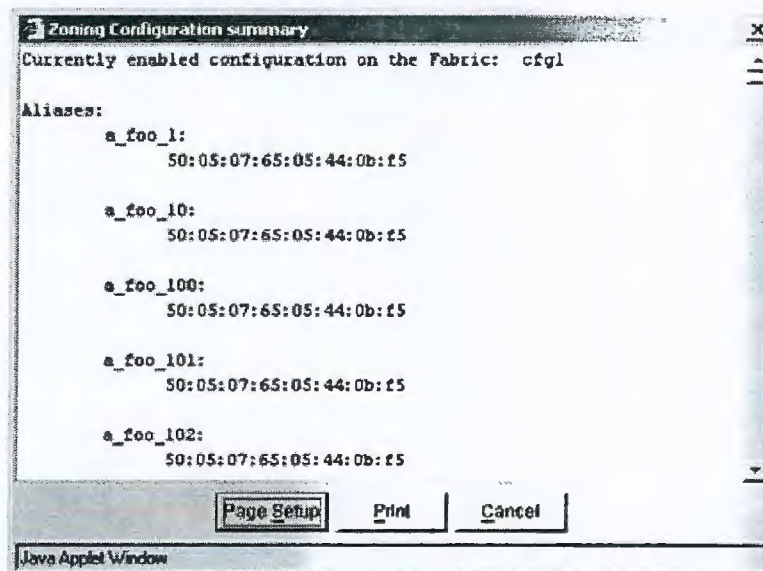 Zoning Configuration summary
Currently enabled configuration on the Fabric: cfg1
Aliases:
a_foo_1:
50:05:07:65:05:44:0b:f5
a_foo_10:
50:05:07:65:05:44:0b:f5
a_foo_100:
50:05:07:65:05:44:0b:f5
a_foo_101:
50:05:07:65:05:44:0b:f5
a_foo_102:
50:05:07:65:05:44:0b:f5
Page Setup Print Cancel
Java Applet Window